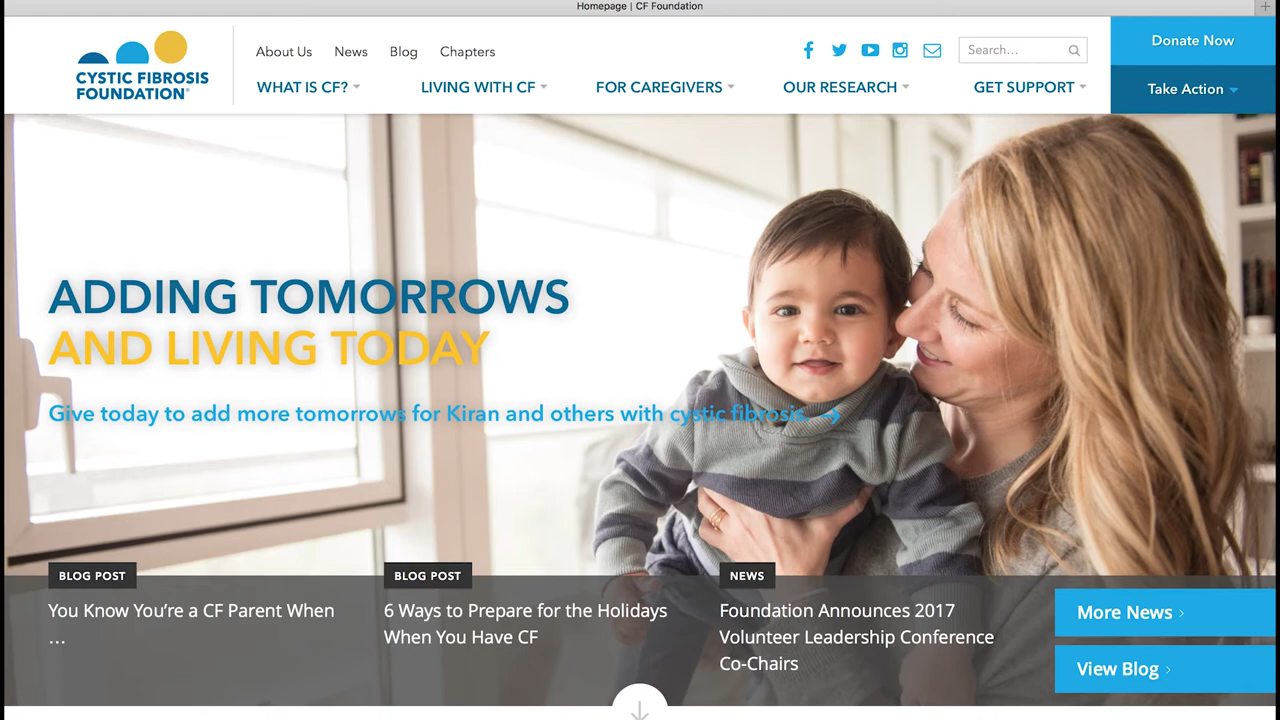 Homepage | CF Foundation
CYSTIC FIBROSIS
FOUNDATION®
About Us
News
Blog
Chapters
Search...
Donate Now
WHAT IS CF?
LIVING WITH CF
FOR CAREGIVERS
OUR RESEARCH
GET SUPPORT
Take Action
ADDING TOMORROWS
AND LIVING TODAY
Give today to add more tomorrows for Kiran and others with cystic fibrosis.
BLOG POST
You Know You're a CF Parent When
...
BLOG POST
6 Ways to Prepare for the Holidays
When You Have CF
NEWS
Foundation Announces 2017
Volunteer Leadership Conference
Co-Chairs
More News
View Blog